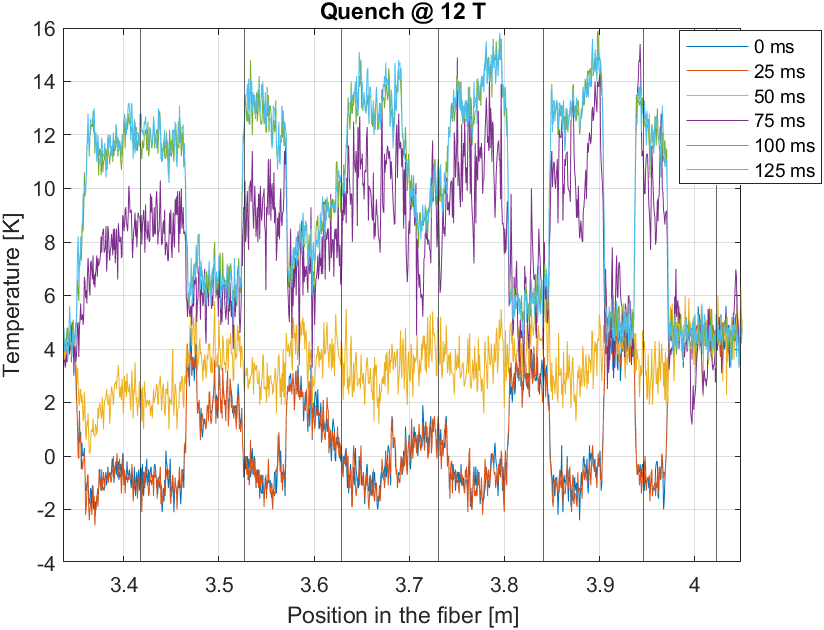 Quench @ 12 T
16
14
12
10
8
6
4
2
0
-2
-4
Temperature [K]
0 ms
25 ms
50 ms
75 ms
100 ms
125 ms
3.4 3.5 3.6 3.7 3.8 3.9 4
Position in the fiber [m]